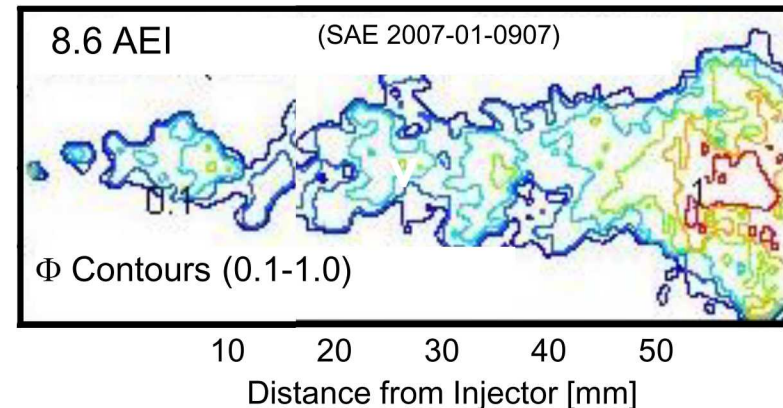 8.6 AEI (SAE 2007-01-0907)
0.1 1
Φ Contours (0.1-1.0)
10 20 30 40 50
Distance from Injector [mm]